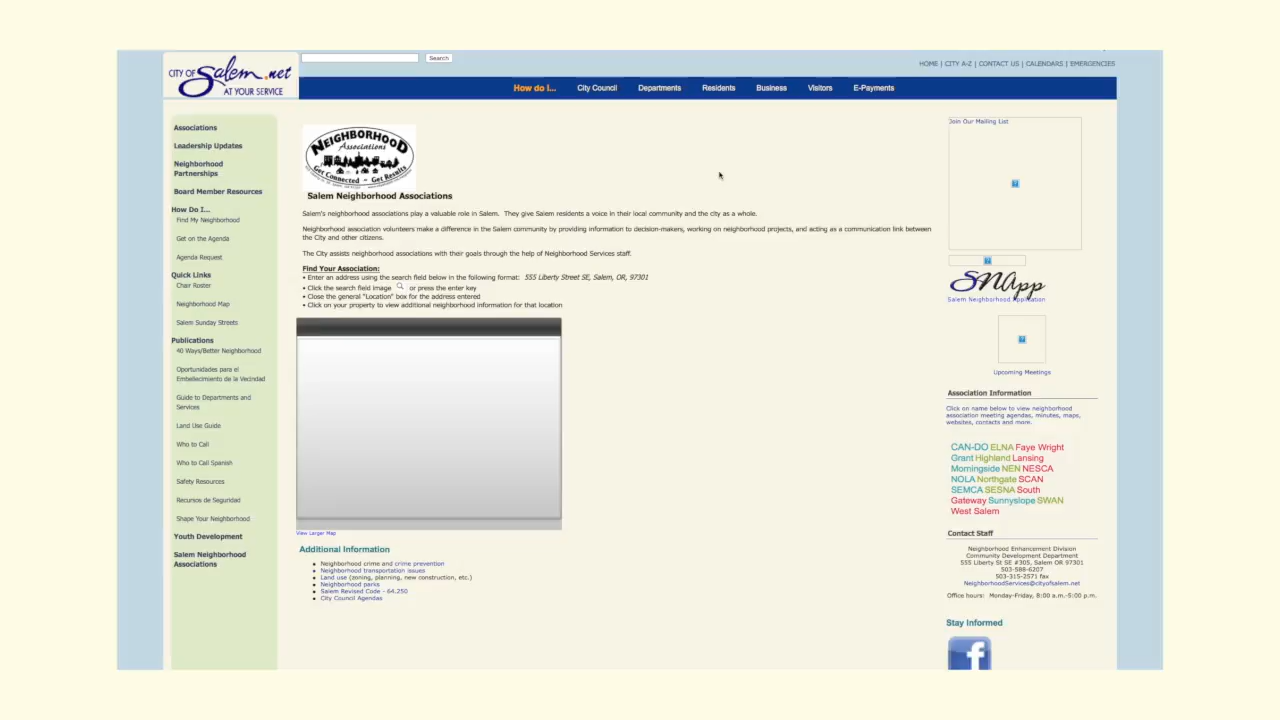 CITY OF Salem.net
AT YOUR SERVICE
Search
HOME | CITY A-Z | CONTACT US | CALENDARS | EMERGENCIES
How do I... City Council Departments Residents Business Visitors E-Payments
Associations
Leadership Updates
Neighborhood
Partnerships
Board Member Resources
How Do I...
Find My Neighborhood
Get on the Agenda
Agenda Request
Quick Links
Chair Roster
Neighborhood Map
Salem Sunday Streets
Publications
40 Ways/Better Neighborhood
Oportunidades para el
Embellecimiento de la Vecindad
Guide to Departments and
Services
Land Use Guide
Who to Call
Who to Call Spanish
Safety Resources
Recursos de Seguridad
Shape Your Neighborhood
Youth Development
Salem Neighborhood
Associations
NEIGHBORHOOD
Associations
Get Connected - Get Results
Salem Neighborhood Associations
Salem's neighborhood associations play a valuable role in Salem. They give Salem residents a voice in their local community and the city as a whole.
Neighborhood association volunteers make a difference in the Salem community by providing information to decision-makers, working on neighborhood projects, and acting as a communication link between
the City and other citizens.
The City assists neighborhood associations with their goals through the help of Neighborhood Services staff.
Find Your Association:
• Enter an address using the search field below in the following format: 555 Liberty Street SE, Salem, OR, 97301
• Click the search field image or press the enter key
• Close the general "Location" box for the address entered
• Click on your property to view additional neighborhood information for that location
View Larger Map
Additional Information
• Neighborhood crime and crime prevention
• Neighborhood transportation issues
• Land use (zoning, planning, new construction, etc.)
• Neighborhood parks
• Salem Revised Code - 64.250
• City Council Agendas
Join Our Mailing List
SNApp
Salem Neighborhood Application
Upcoming Meetings
Association Information
Click on name below to view neighborhood
association meeting agendas, minutes, maps,
websites, contacts and more.
CAN-DO ELNA Faye Wright
Grant Highland Lansing
Morningside NEN NESCA
NOLA Northgate SCAN
SEMCA SESNA South
Gateway Sunnyslope SWAN
West Salem
Contact Staff
Neighborhood Enhancement Division
Community Development Department
555 Liberty St SE #305, Salem OR 97301
503-588-6207
503-315-2571 fax
NeighborhoodServices@cityofsalem.net
Office hours: Monday-Friday, 8:00 a.m.-5:00 p.m.
Stay Informed
f